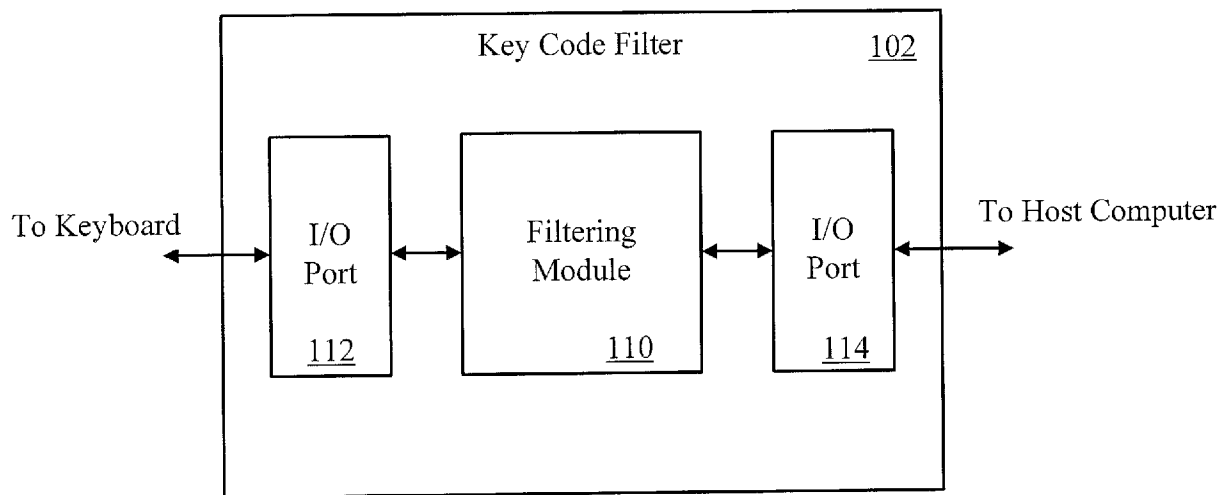 Key Code Filter
102
To Keyboard
I/O
Port
112
Filtering
Module
110
I/O
Port
114
To Host Computer